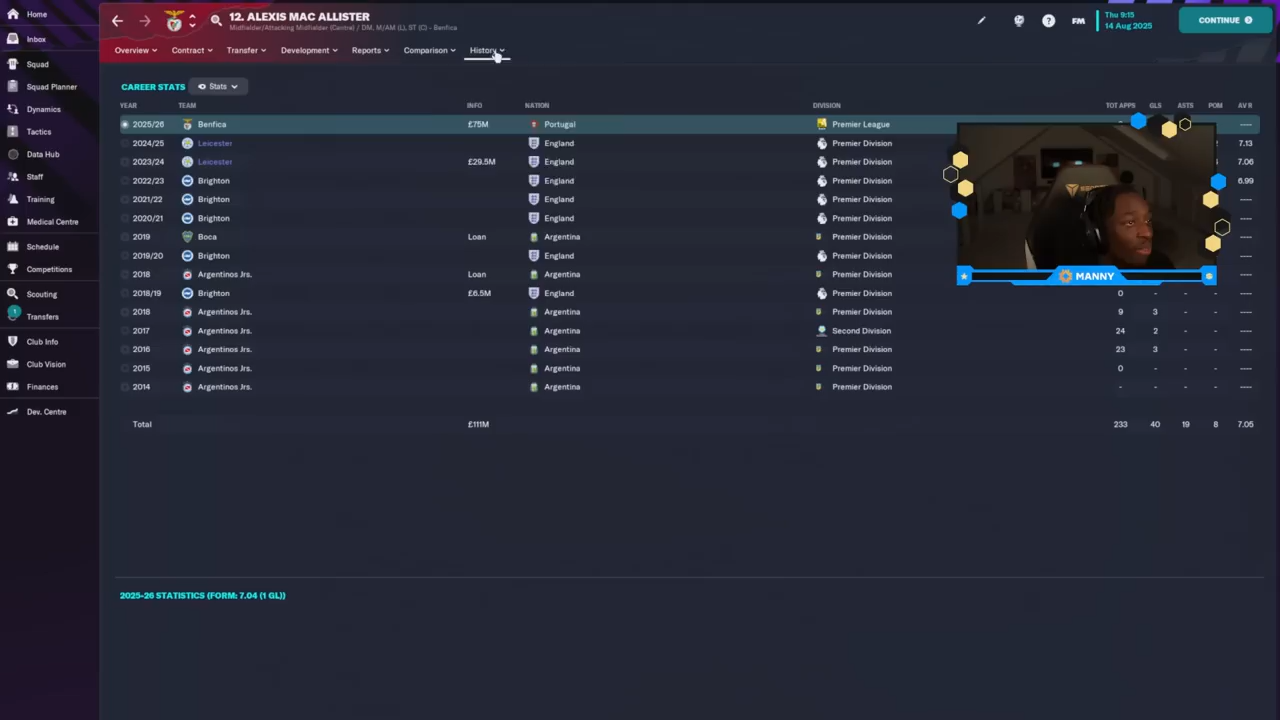 Home
Inbox
Squad
Squad Planner
Dynamics
Tactics
Data Hub
Staff
Training
Medical Centre
Schedule
Competitions
Scouting
1
Transfers
Club Info
Club Vision
Finances
Dev. Centre
12. ALEXIS MAC ALLISTER
Midfielder/Attacking Midfielder (Centre) / DM, M/AM (L), ST (C) - Benfica
FM
Thu 9:15
14 Aug 2025
CONTINUE
Overview Contract Transfer Development Reports Comparison History
CAREER STATS Stats
YEAR TEAM INFO NATION DIVISION TOT APPS GLS ASTS POM AV R
2025/26 Benfica £75M Portugal Premier League ----
2024/25 Leicester England Premier Division 7.13
2023/24 Leicester £29.5M England Premier Division 7.06
2022/23 Brighton England Premier Division 6.99
2021/22 Brighton England Premier Division ----
2020/21 Brighton England Premier Division ----
2019 Boca Loan Argentina Premier Division ----
2019/20 Brighton England Premier Division ----
2018 Argentinos Jrs. Loan Argentina Premier Division ----
2018/19 Brighton £6.5M England Premier Division 0 - - - ----
2018 Argentinos Jrs. Argentina Premier Division 9 3 - - ----
2017 Argentinos Jrs. Argentina Second Division 24 2 - - ----
2016 Argentinos Jrs. Argentina Premier Division 23 3 - - ----
2015 Argentinos Jrs. Argentina Premier Division 0 - - - ----
2014 Argentinos Jrs. Argentina Premier Division - - - - ----
Total £111M 233 40 19 8 7.05
MANNY
2025-26 STATISTICS (FORM: 7.04 (1 GL))